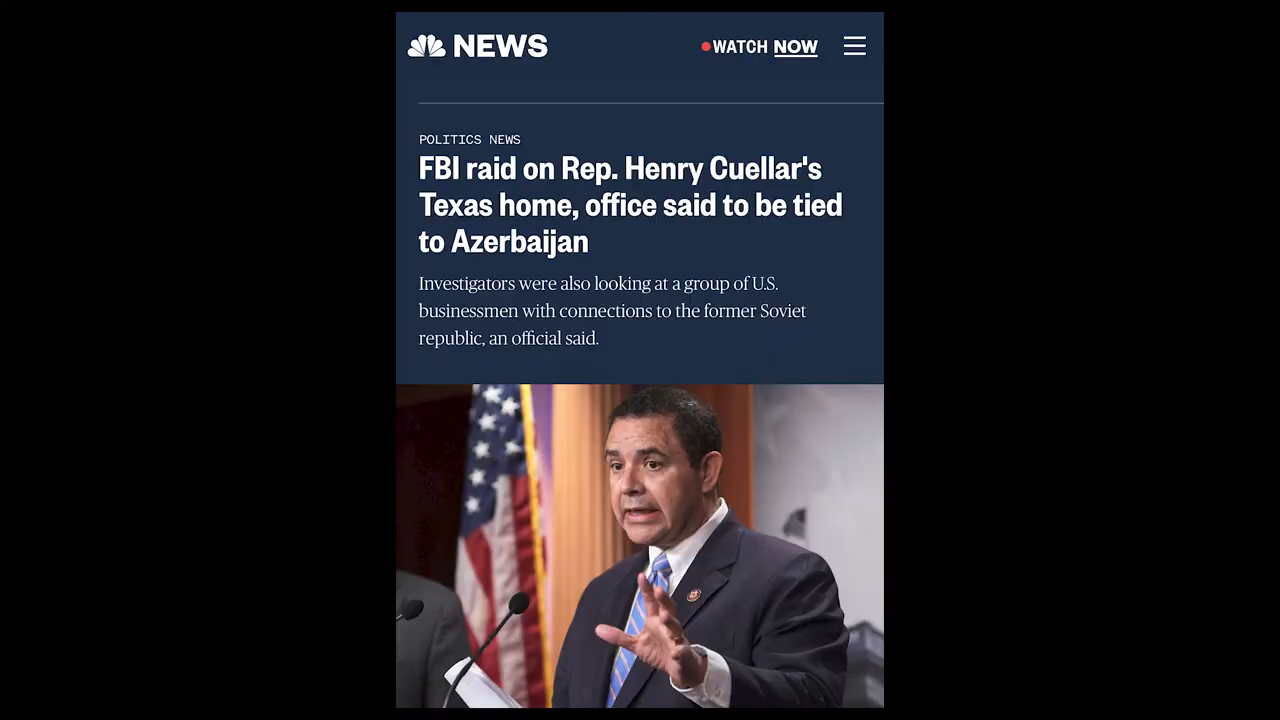 NEWS
WATCH NOW
POLITICS NEWS
FBI raid on Rep. Henry Cuellar's
Texas home, office said to be tied
to Azerbaijan
Investigators were also looking at a group of U.S.
businessmen with connections to the former Soviet
republic, an official said.